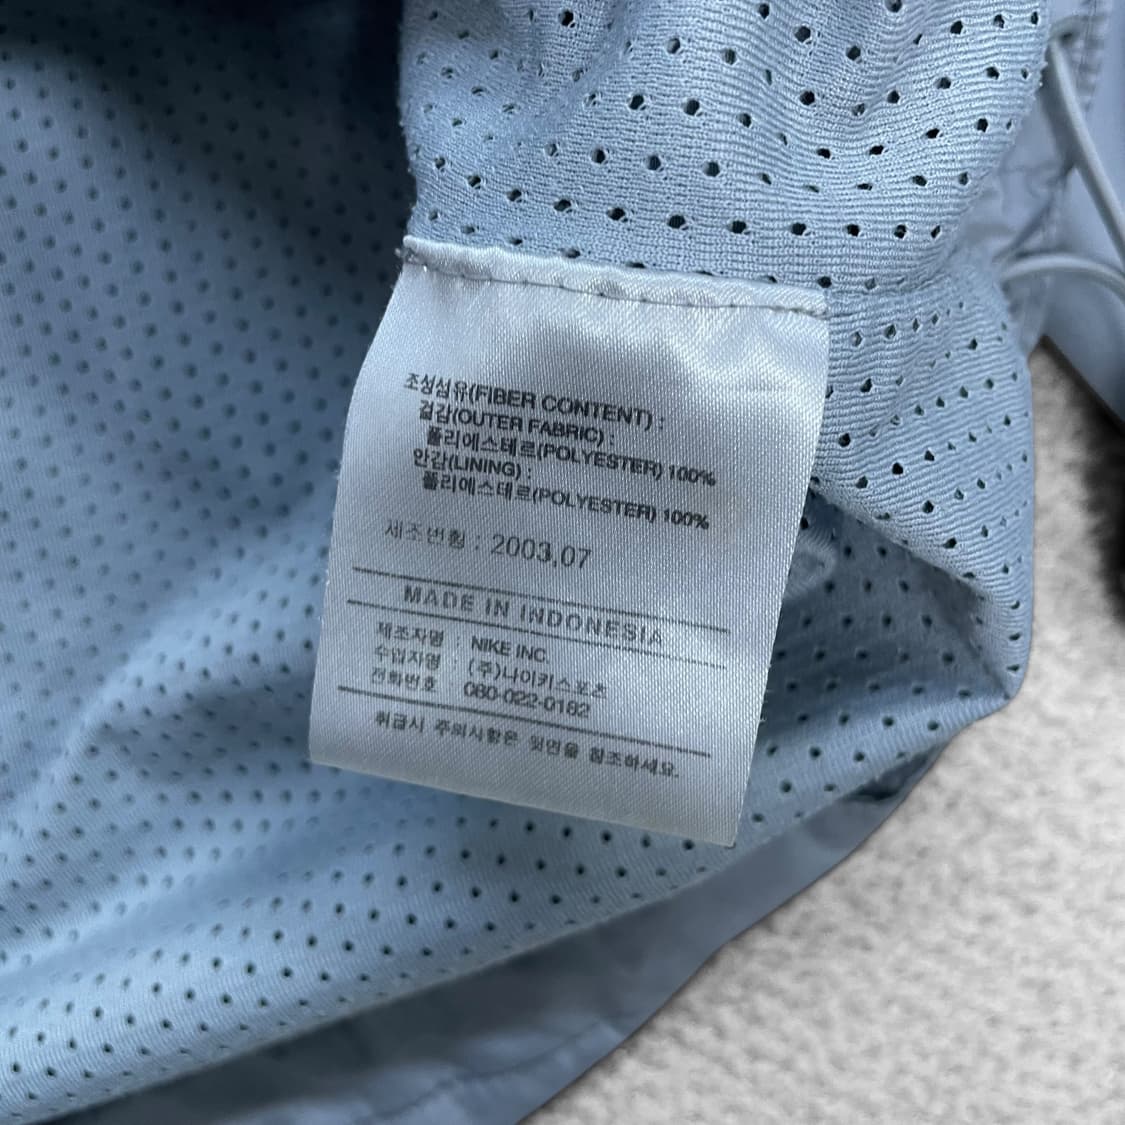 조성섬유(FIBER CONTENT) :
겉감(OUTER FABRIC) :
폴리에스테르(POLYESTER) 100%
안감(LINING) :
폴리에스테르(POLYESTER) 100%
제조번월 : 2003.07
MADE IN INDONESIA
제조자명 : NIKE INC.
수입자명 : (주)나이키스포츠
전화번호 080-022-0182
취급시 주의사항은 뒷면을 참조하세요.